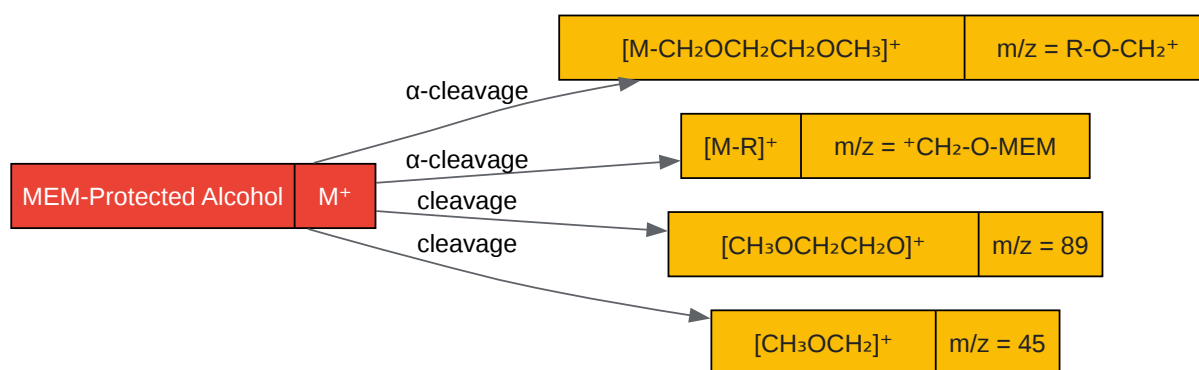 [M-CH₂OCH₂CH₂OCH₃]⁺ m/z = R-O-CH₂⁺
α-cleavage
α-cleavage
[M-R]⁺ m/z = ⁺CH₂-O-MEM
MEM-Protected Alcohol M⁺
cleavage
cleavage
[CH₃OCH₂CH₂O]⁺ m/z = 89
[CH₃OCH₂]⁺ m/z = 45